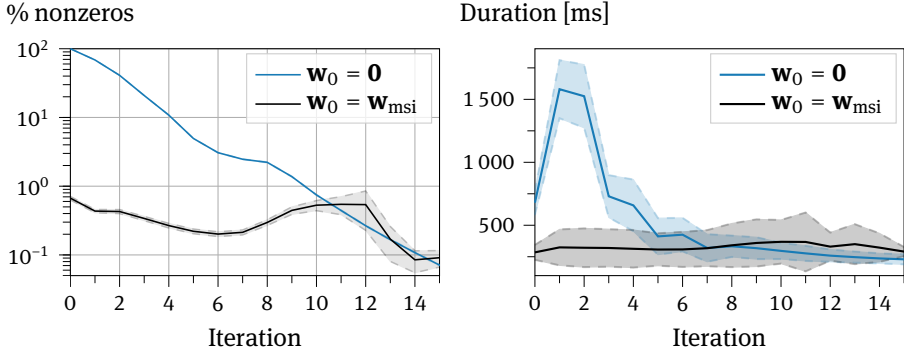 % nonzeros
10²
10¹
10⁰
10⁻¹
w₀ = 0
w₀ = w_msi
0 2 4 6 8 10 12 14
Iteration
Duration [ms]
1 500
1 000
500
w₀ = 0
w₀ = w_msi
0 2 4 6 8 10 12 14
Iteration